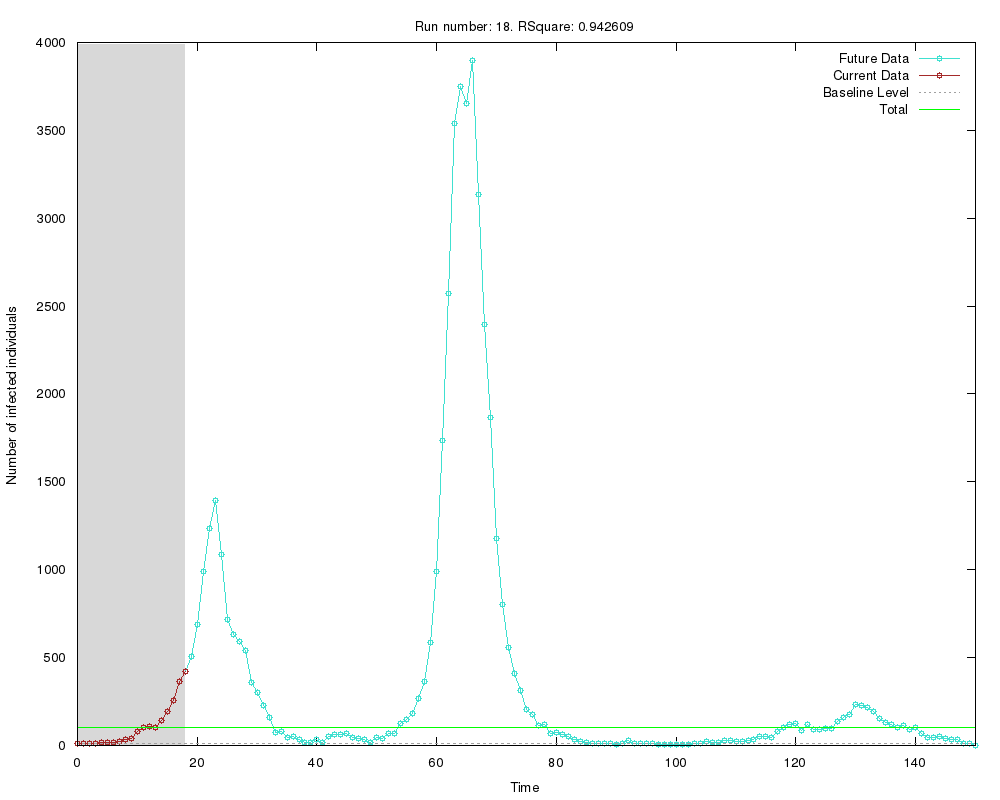 Run number: 18. RSquare: 0.942609
Future Data
Current Data
Baseline Level
Total
4000
3500
3000
2500
2000
1500
1000
500
0
Number of infected individuals
0 20 40 60 80 100 120 140
Time